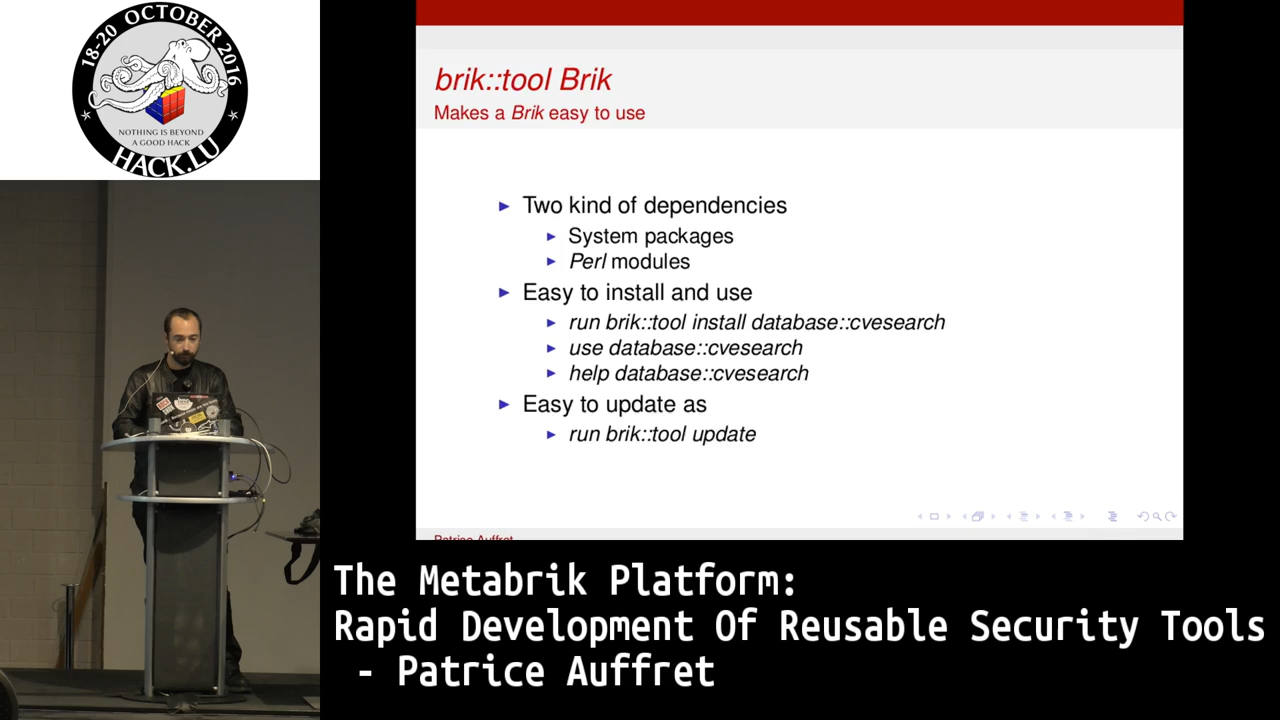 18-20 OCTOBER 2016
NOTHING IS BEYOND
A GOOD HACK
HACK.LU
brik::tool Brik
Makes a Brik easy to use
Two kind of dependencies
System packages
Perl modules
Easy to install and use
run brik::tool install database::cvesearch
use database::cvesearch
help database::cvesearch
Easy to update as
run brik::tool update
Patrice Auffret
The Metabrik Platform:
Rapid Development Of Reusable Security Tools
- Patrice Auffret